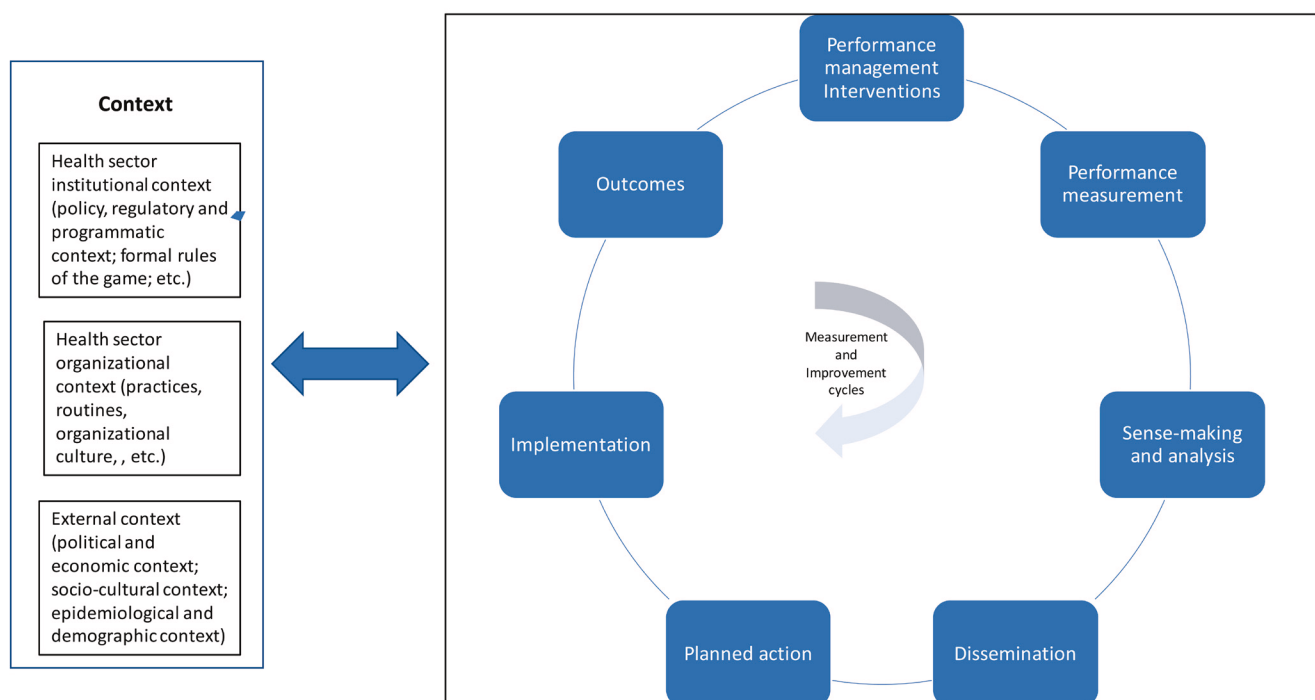 Context
Health sector
institutional context
(policy, regulatory and
programmatic
context; formal rules
of the game; etc.)
Health sector
organizational
context (practices,
routines,
organizational
culture, , etc.)
External context
(political and
economic context;
socio-cultural context;
epidemiological and
demographic context)
Performance
management
Interventions
Performance
measurement
Sense-making
and analysis
Dissemination
Planned action
Implementation
Outcomes
Measurement
and
Improvement
cycles